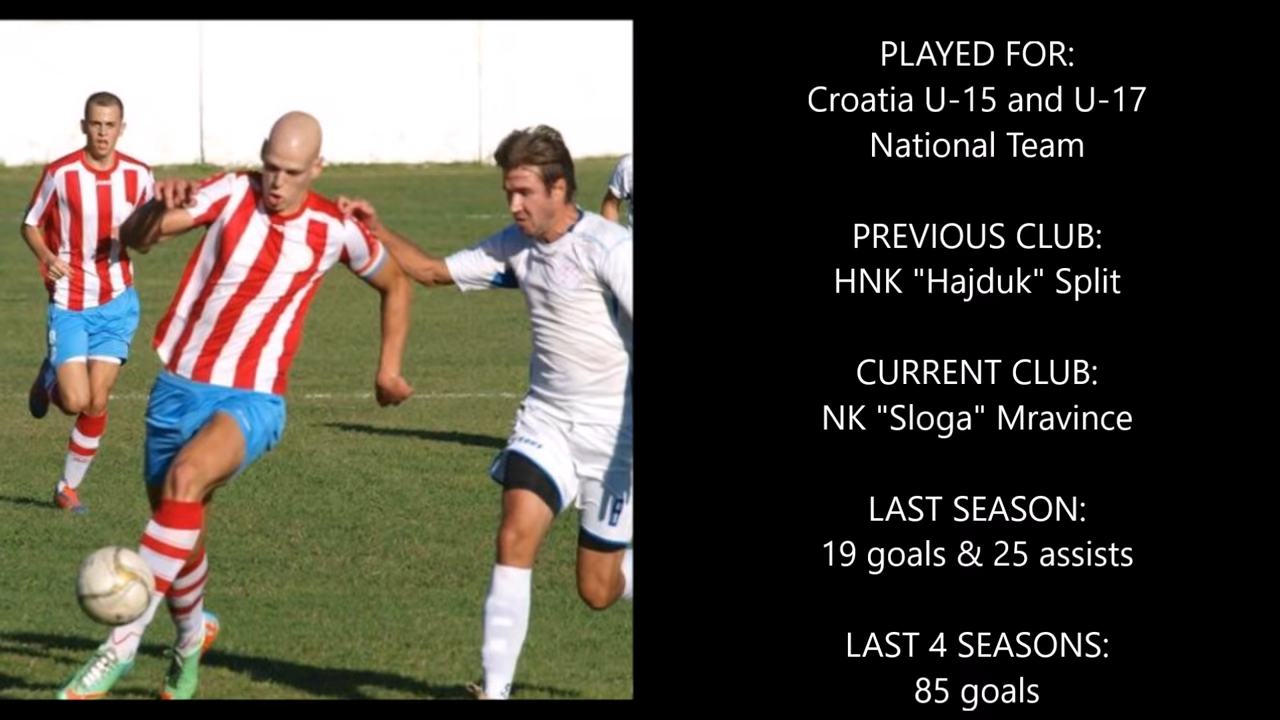 PLAYED FOR:
Croatia U-15 and U-17
National Team
PREVIOUS CLUB:
HNK "Hajduk" Split
CURRENT CLUB:
NK "Sloga" Mravince
LAST SEASON:
19 goals & 25 assists
LAST 4 SEASONS:
85 goals